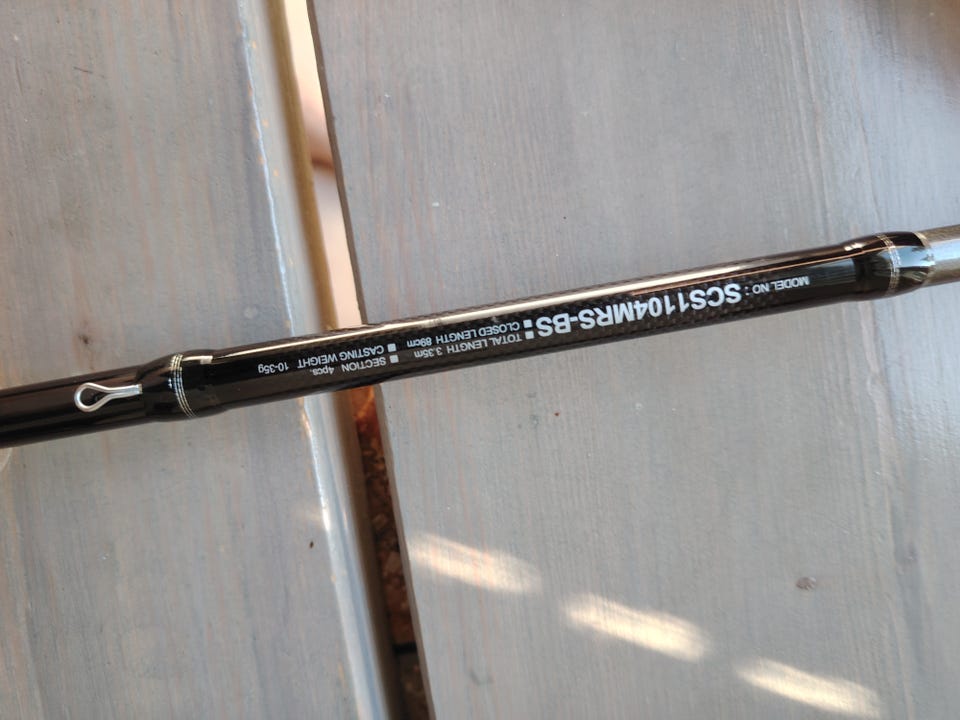 MODEL NO : SCS1104MRS-BS
■ TOTAL LENGTH 3.35m
■ CLOSED LENGTH 89cm
■ SECTION 4pcs.
■ CASTING WEIGHT 10-35g